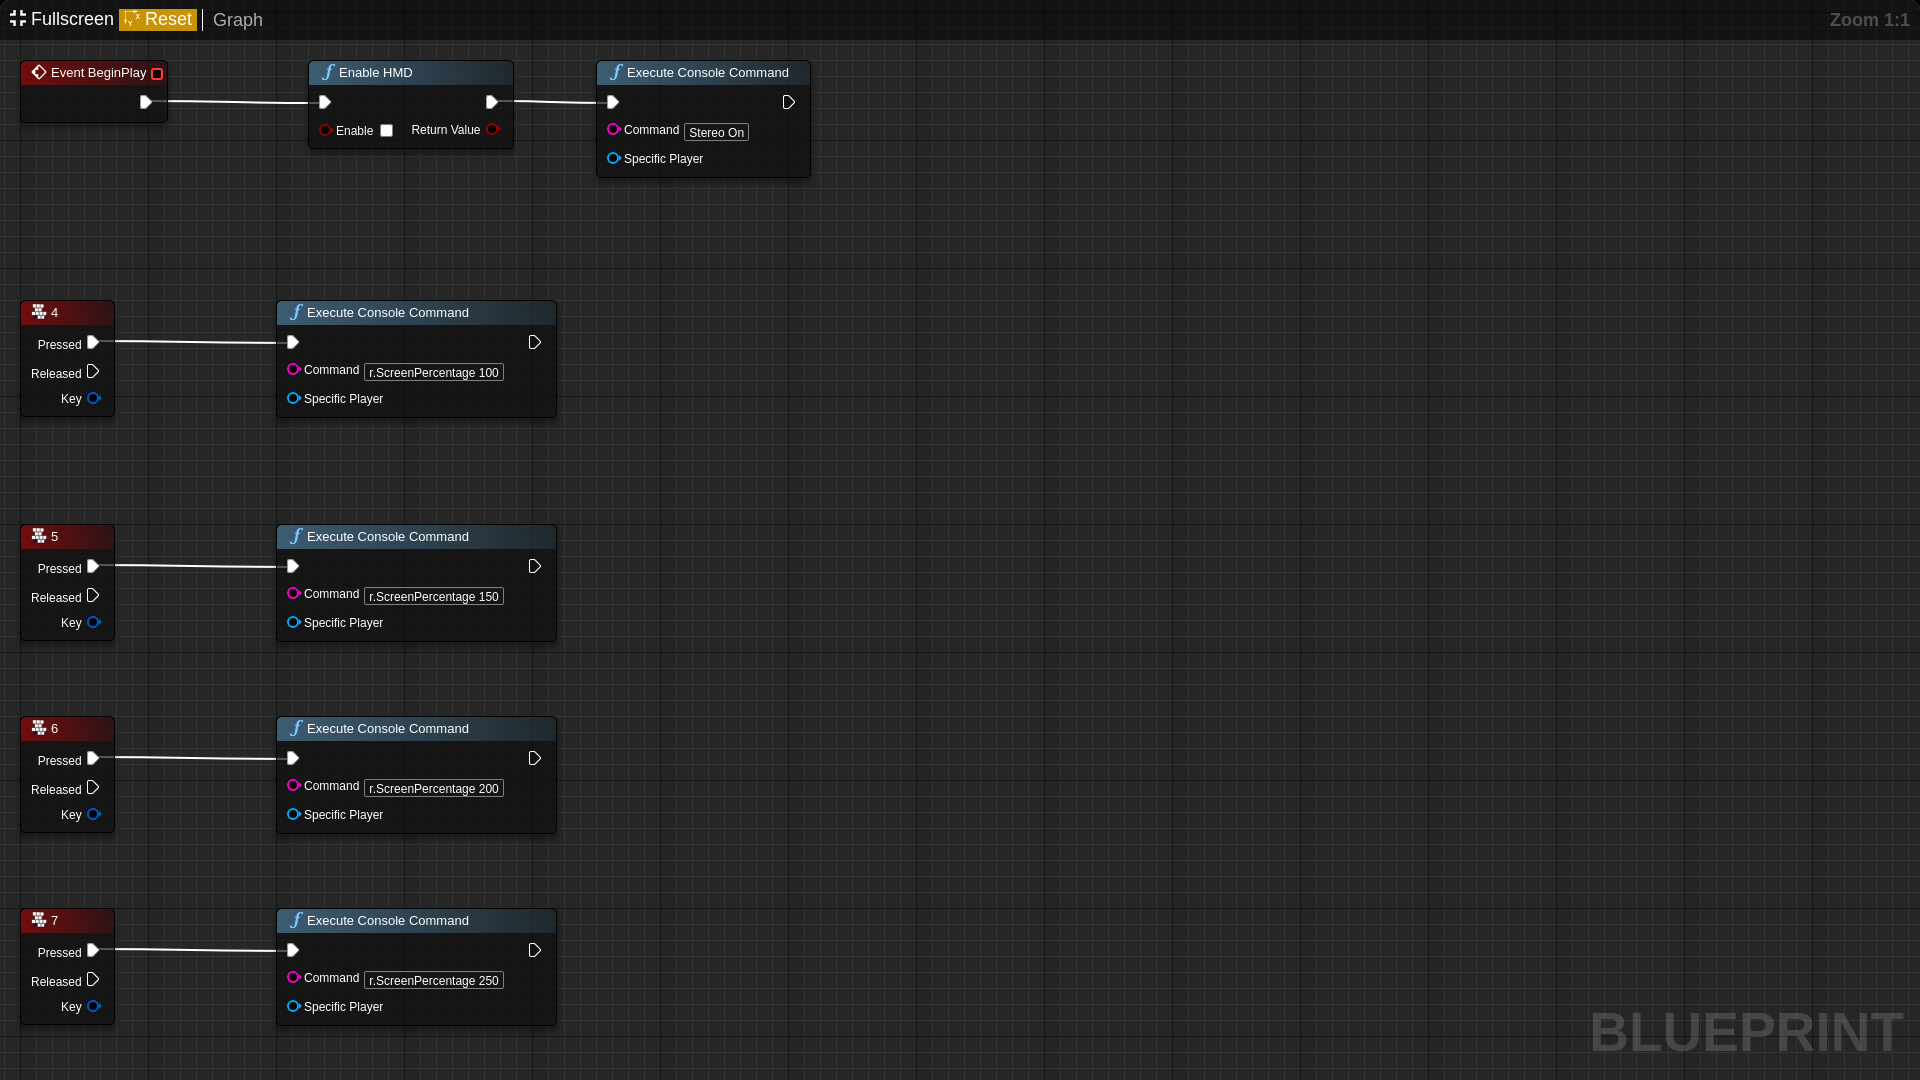 Fullscreen Reset Graph Zoom 1:1
Event BeginPlay
Enable HMD
Enable Return Value
Execute Console Command
Command Stereo On
Specific Player
4
Pressed
Released
Key
Execute Console Command
Command r.ScreenPercentage 100
Specific Player
5
Pressed
Released
Key
Execute Console Command
Command r.ScreenPercentage 150
Specific Player
6
Pressed
Released
Key
Execute Console Command
Command r.ScreenPercentage 200
Specific Player
7
Pressed
Released
Key
Execute Console Command
Command r.ScreenPercentage 250
Specific Player
BLUEPRINT